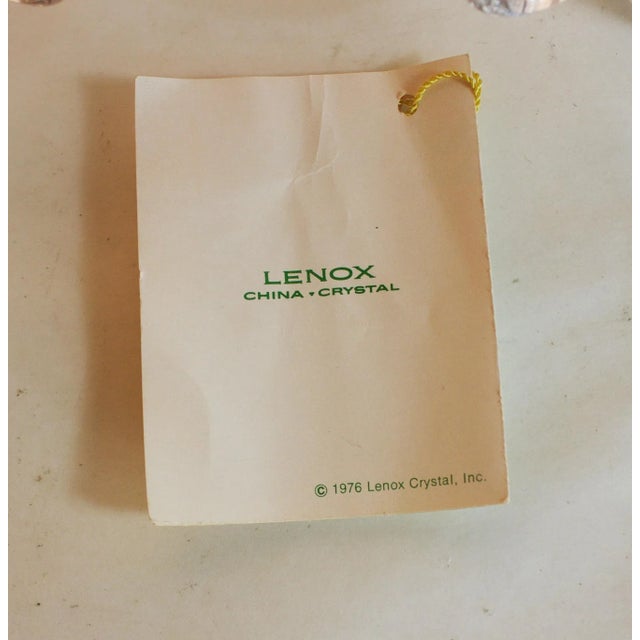 LENOX
CHINA ▾ CRYSTAL
© 1976 Lenox Crystal, Inc.